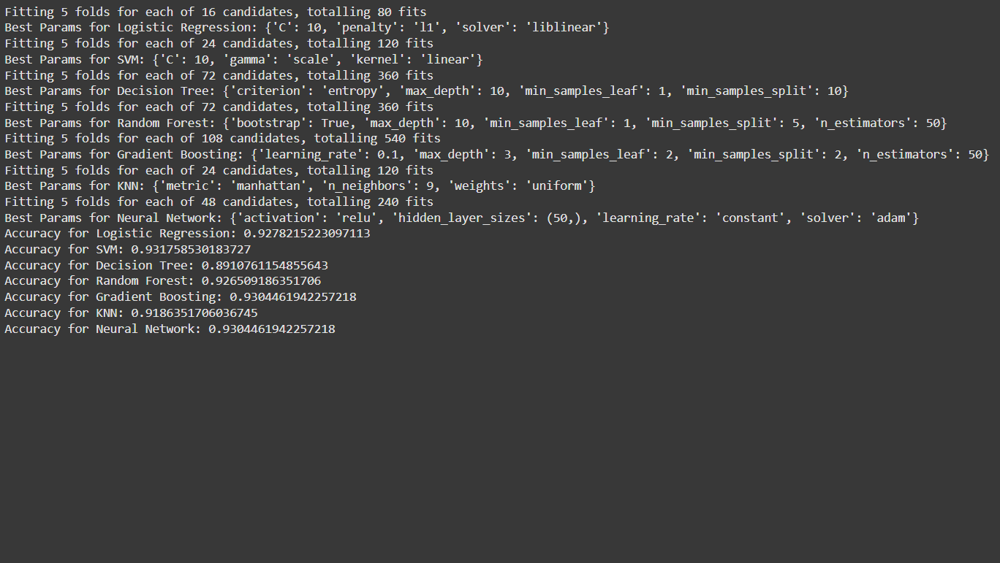 Fitting 5 folds for each of 16 candidates, totalling 80 fits
Best Params for Logistic Regression: {'C': 10, 'penalty': 'l1', 'solver': 'liblinear'}
Fitting 5 folds for each of 24 candidates, totalling 120 fits
Best Params for SVM: {'C': 10, 'gamma': 'scale', 'kernel': 'linear'}
Fitting 5 folds for each of 72 candidates, totalling 360 fits
Best Params for Decision Tree: {'criterion': 'entropy', 'max_depth': 10, 'min_samples_leaf': 1, 'min_samples_split': 10}
Fitting 5 folds for each of 72 candidates, totalling 360 fits
Best Params for Random Forest: {'bootstrap': True, 'max_depth': 10, 'min_samples_leaf': 1, 'min_samples_split': 5, 'n_estimators': 50}
Fitting 5 folds for each of 108 candidates, totalling 540 fits
Best Params for Gradient Boosting: {'learning_rate': 0.1, 'max_depth': 3, 'min_samples_leaf': 2, 'min_samples_split': 2, 'n_estimators': 50}
Fitting 5 folds for each of 24 candidates, totalling 120 fits
Best Params for KNN: {'metric': 'manhattan', 'n_neighbors': 9, 'weights': 'uniform'}
Fitting 5 folds for each of 48 candidates, totalling 240 fits
Best Params for Neural Network: {'activation': 'relu', 'hidden_layer_sizes': (50,), 'learning_rate': 'constant', 'solver': 'adam'}
Accuracy for Logistic Regression: 0.9278215223097113
Accuracy for SVM: 0.931758530183727
Accuracy for Decision Tree: 0.8910761154855643
Accuracy for Random Forest: 0.926509186351706
Accuracy for Gradient Boosting: 0.9304461942257218
Accuracy for KNN: 0.9186351706036745
Accuracy for Neural Network: 0.9304461942257218